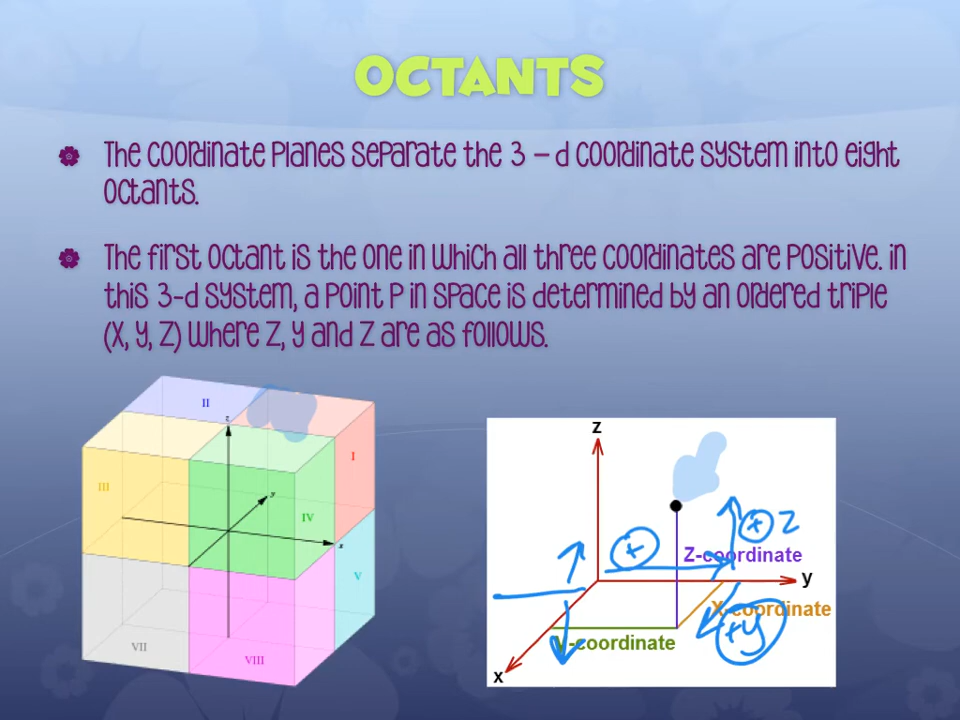 OCTANTS
The coordinate planes separate the 3 – d coordinate system into eight
octants.
The first octant is the one in which all three coordinates are positive. in
this 3-d system, a point P in space is determined by an ordered triple
(X, Y, Z) where Z, y and Z are as follows.
II
z
I
III
y
IV
x
V
VII
VIII
z
+
+ z
Z-coordinate
y
X-coordinate
+y
Y-coordinate
x